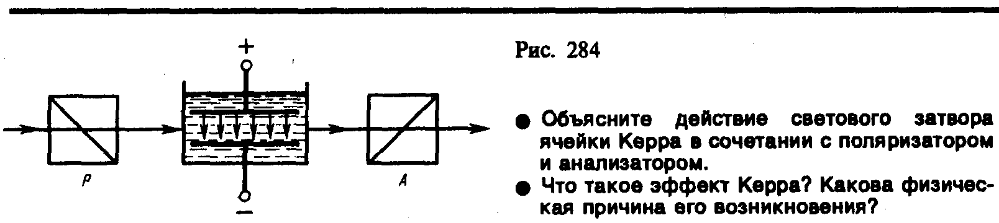 +
P
A
—
Рис. 284
● Объясните действие светового затвора
ячейки Керра в сочетании с поляризатором
и анализатором.
● Что такое эффект Керра? Какова физичес-
кая причина его возникновения?